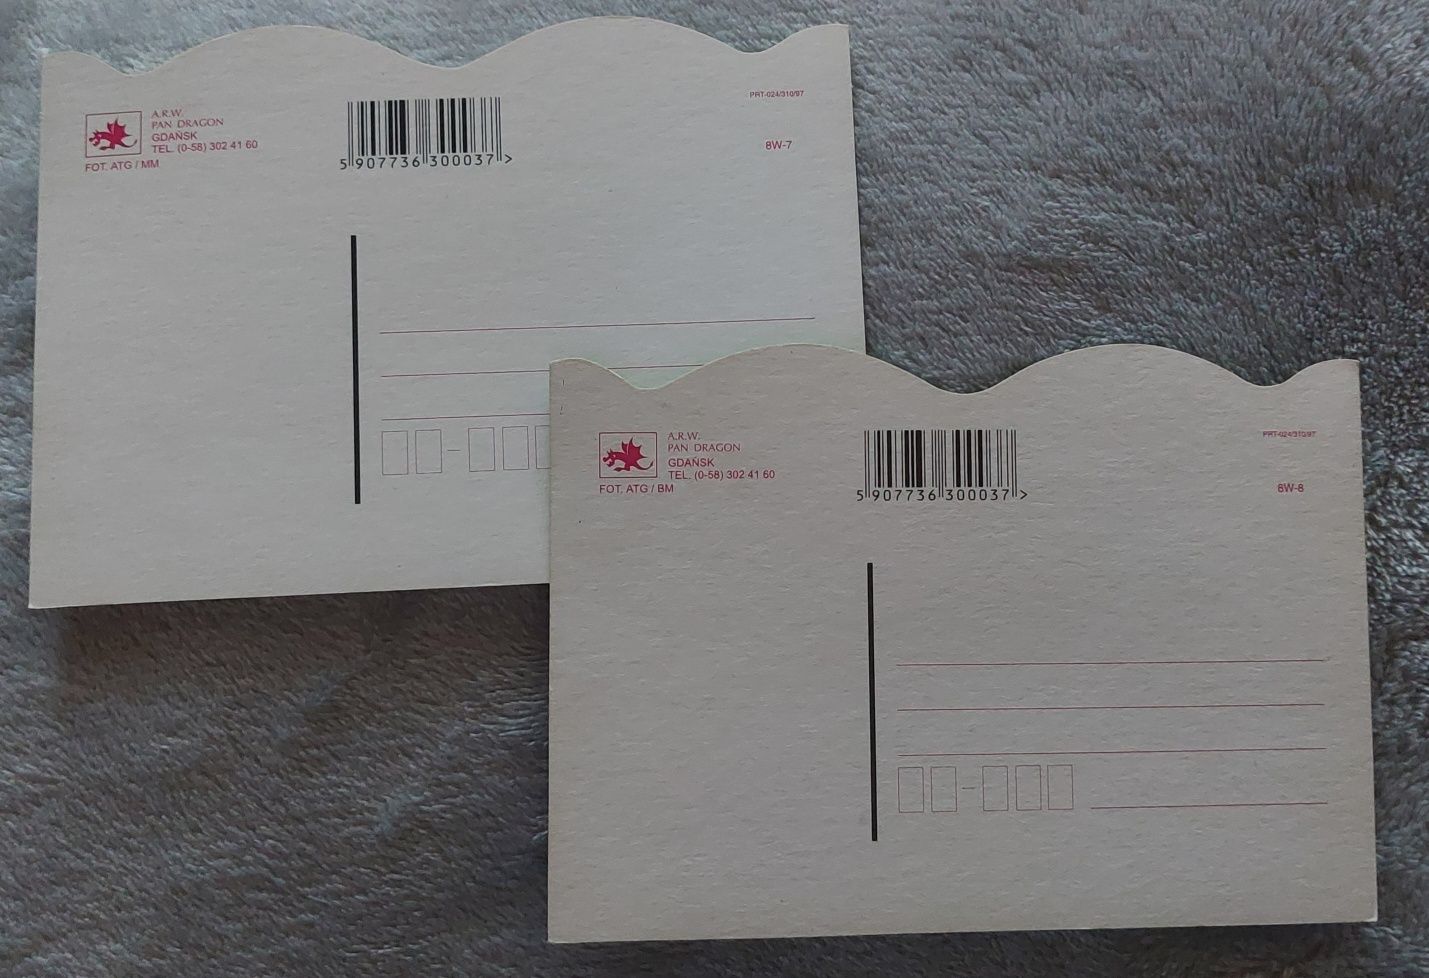 A.R.W.
PAN DRAGON
GDAŃSK
TEL. (0-58) 302 41 60
FOT. ATG / MM
5 907736 300037 >
PRT-024/310/97
8W-7
A.R.W.
PAN DRAGON
GDAŃSK
TEL. (0-58) 302 41 60
FOT. ATG / BM
5 907736 300037 >
PRT-024/310/97
8W-8